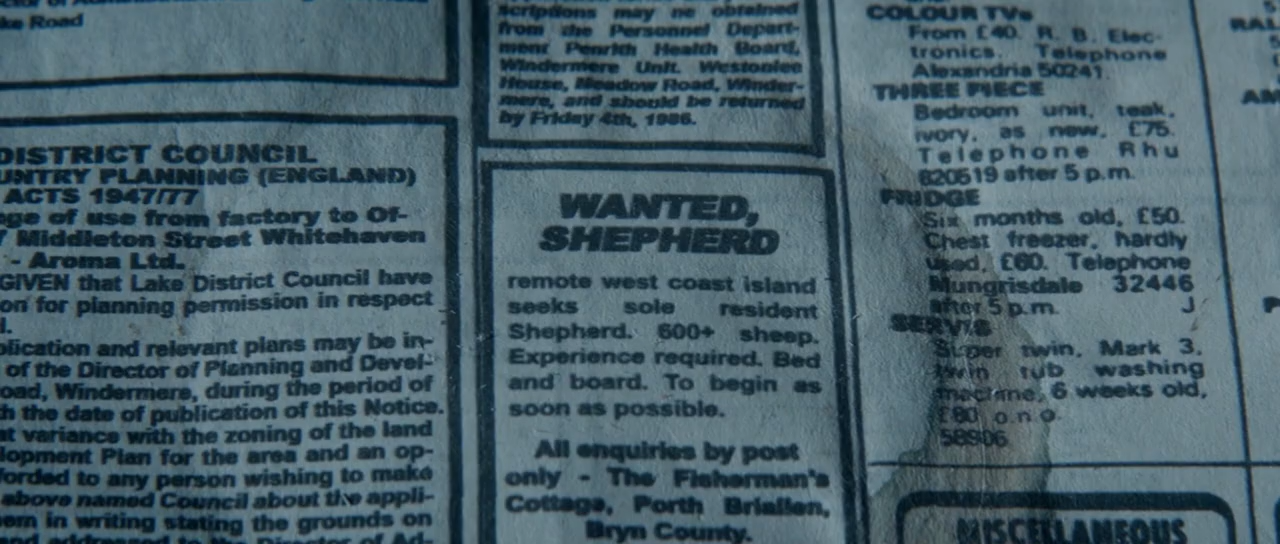 ke Road
DISTRICT COUNCIL
UNTRY PLANNING (ENGLAND)
ACTS 1947/77
ge of use from factory to Of-
Middleton Street Whitehaven
- Aroma Ltd.
GIVEN that Lake District Council have
on for planning permission in respect
plication and relevant plans may be in-
of the Director of Planning and Devel-
oad, Windermere, during the period of
h the date of publication of this Notice.
at variance with the zoning of the land
lopment Plan for the area and an op-
forded to any person wishing to make
above named Council about the appli-
em in writing stating the grounds on
and addressed to the Director of Ad-
scriptions may be obtained
from the Personnel Depart-
ment Penrith Health Board,
Windermere Unit. Westonlee
House, Meadow Road, Winder-
mere, and should be returned
by Friday 4th, 1986.
WANTED,
SHEPHERD
remote west coast island
seeks sole resident
Shepherd. 600+ sheep.
Experience required. Bed
and board. To begin as
soon as possible.
All enquiries by post
only - The Fisherman's
Cottage, Porth Briallen,
Bryn County.
COLOUR TVs
From £40. R. B. Elec-
tronics. Telephone
Alexandria 50241.
THREE PIECE
Bedroom unit, teak,
ivory, as new, £75.
Telephone Rhu
820519 after 5 p.m.
FRIDGE
Six months old, £50.
Chest freezer, hardly
used, £60. Telephone
Mungrisdale 32446
after 5 p.m. J
SERVIS
Super twin, Mark 3,
twin tub washing
machine, 6 weeks old,
£80 o.n.o.
58906
MISCELLANEOUS